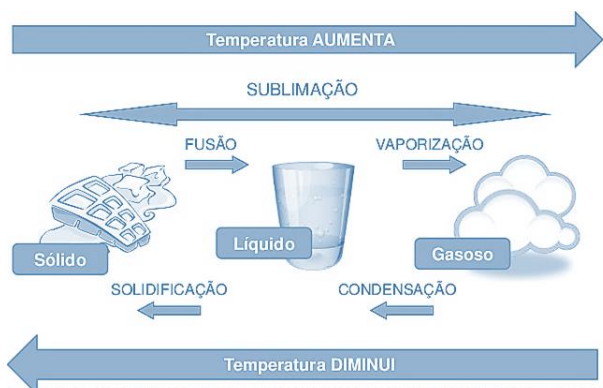 Temperatura AUMENTA
SUBLIMAÇÃO
FUSÃO
VAPORIZAÇÃO
Sólido
Líquido
Gasoso
SOLIDIFICAÇÃO
CONDENSAÇÃO
Temperatura DIMINUI